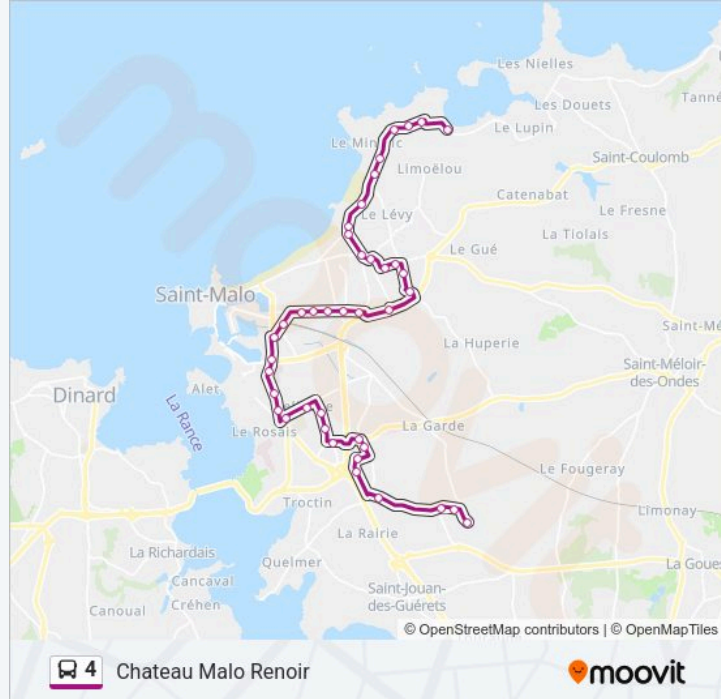 Les Nielles
Les Douets
Tanné
Le Minihic
Le Lupin
Limoëlou
Saint-Coulomb
Catenabat
Le Lévy
Le Fresne
La Tiolais
Le Gué
Saint-Malo
Saint-Mé
La Huperie
Saint-Méloir
-des-Ondes
Dinard
Alet
La Rance
La Garde
Le Rosais
Le Fougeray
Troctin
Limonay
La Rairie
La Richardais
La Goues
Quelmer
Cancaval
Créhen
Canoual
Saint-Jouan
-des-Guérets
© OpenStreetMap contributors | © OpenMapTiles
4 Chateau Malo Renoir
moovit